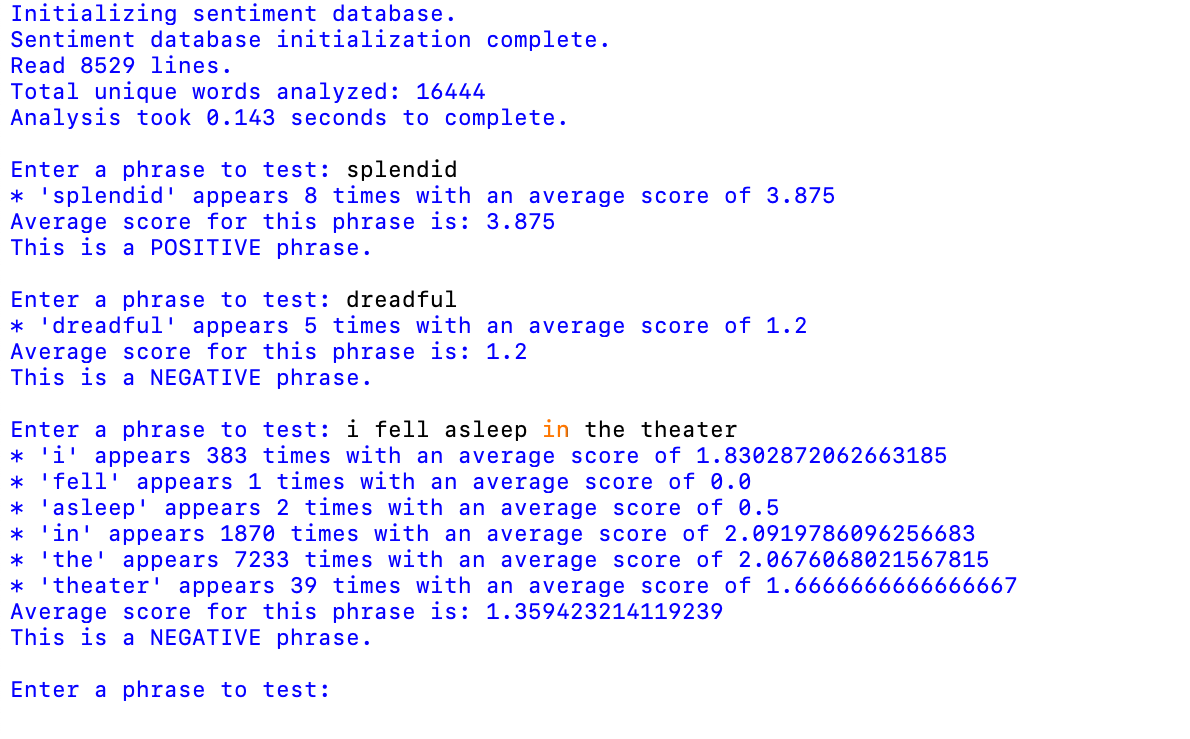 Initializing sentiment database.
Sentiment database initialization complete.
Read 8529 lines.
Total unique words analyzed: 16444
Analysis took 0.143 seconds to complete.
Enter a phrase to test: splendid
* 'splendid' appears 8 times with an average score of 3.875
Average score for this phrase is: 3.875
This is a POSITIVE phrase.
Enter a phrase to test: dreadful
* 'dreadful' appears 5 times with an average score of 1.2
Average score for this phrase is: 1.2
This is a NEGATIVE phrase.
Enter a phrase to test: i fell asleep in the theater
* 'i' appears 383 times with an average score of 1.8302872062663185
* 'fell' appears 1 times with an average score of 0.0
* 'asleep' appears 2 times with an average score of 0.5
* 'in' appears 1870 times with an average score of 2.0919786096256683
* 'the' appears 7233 times with an average score of 2.0676068021567815
* 'theater' appears 39 times with an average score of 1.6666666666666667
Average score for this phrase is: 1.359423214119239
This is a NEGATIVE phrase.
Enter a phrase to test: